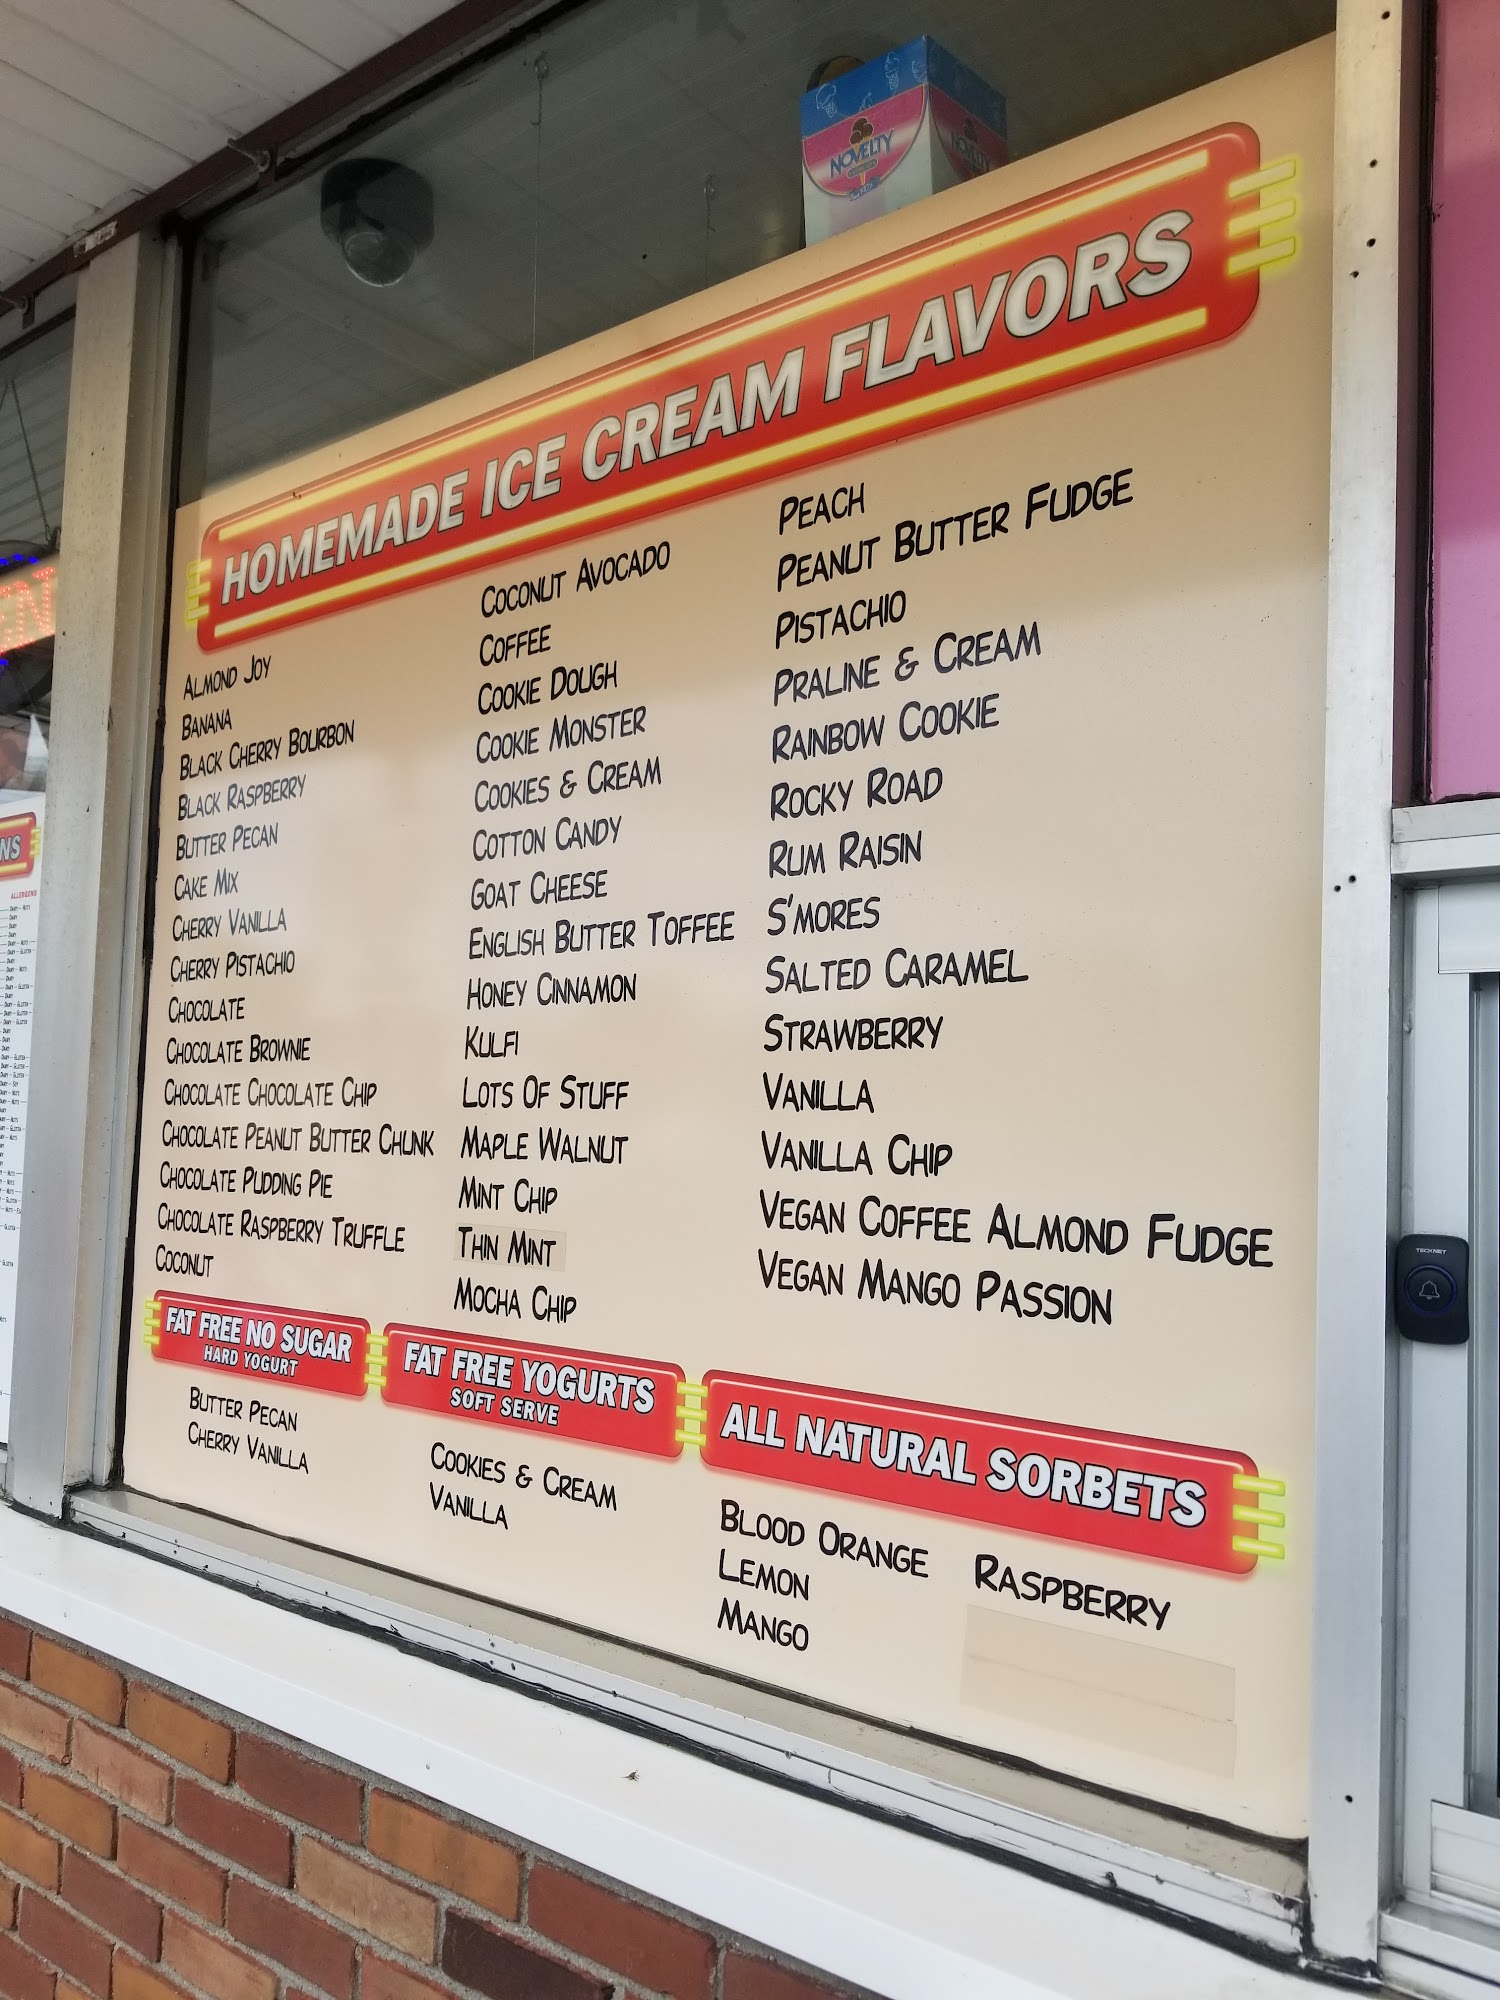 NOVELTY
NOVELTY
HOMEMADE ICE CREAM FLAVORS
ALMOND JOY
BANANA
BLACK CHERRY BOURBON
BLACK RASPBERRY
BUTTER PECAN
CAKE MIX
CHERRY VANILLA
CHERRY PISTACHIO
CHOCOLATE
CHOCOLATE BROWNIE
CHOCOLATE CHOCOLATE CHIP
CHOCOLATE PEANUT BUTTER CHUNK
CHOCOLATE PUDDING PIE
CHOCOLATE RASPBERRY TRUFFLE
COCONUT
COCONUT AVOCADO
COFFEE
COOKIE DOUGH
COOKIE MONSTER
COOKIES & CREAM
COTTON CANDY
GOAT CHEESE
ENGLISH BUTTER TOFFEE
HONEY CINNAMON
KULFI
LOTS OF STUFF
MAPLE WALNUT
MINT CHIP
THIN MINT
MOCHA CHIP
PEACH
PEANUT BUTTER FUDGE
PISTACHIO
PRALINE & CREAM
RAINBOW COOKIE
ROCKY ROAD
RUM RAISIN
S'MORES
SALTED CARAMEL
STRAWBERRY
VANILLA
VANILLA CHIP
VEGAN COFFEE ALMOND FUDGE
VEGAN MANGO PASSION
FAT FREE NO SUGAR
HARD YOGURT
BUTTER PECAN
CHERRY VANILLA
FAT FREE YOGURTS
SOFT SERVE
COOKIES & CREAM
VANILLA
ALL NATURAL SORBETS
BLOOD ORANGE
LEMON
MANGO
RASPBERRY
TECKNET
ALLERGENS